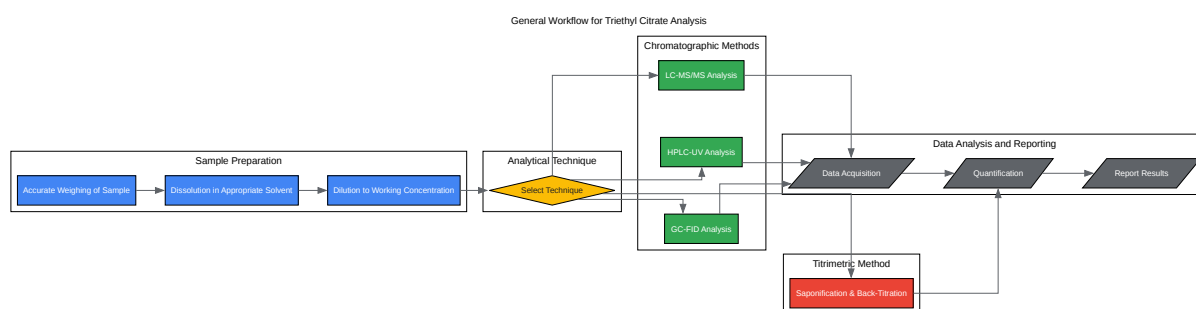 General Workflow for Triethyl Citrate Analysis
Chromatographic Methods
LC-MS/MS Analysis
HPLC-UV Analysis
GC-FID Analysis
Sample Preparation
Accurate Weighing of Sample
Dissolution in Appropriate Solvent
Dilution to Working Concentration
Analytical Technique
Select Technique
Data Analysis and Reporting
Data Acquisition
Quantification
Report Results
Titrimetric Method
Saponification & Back-Titration